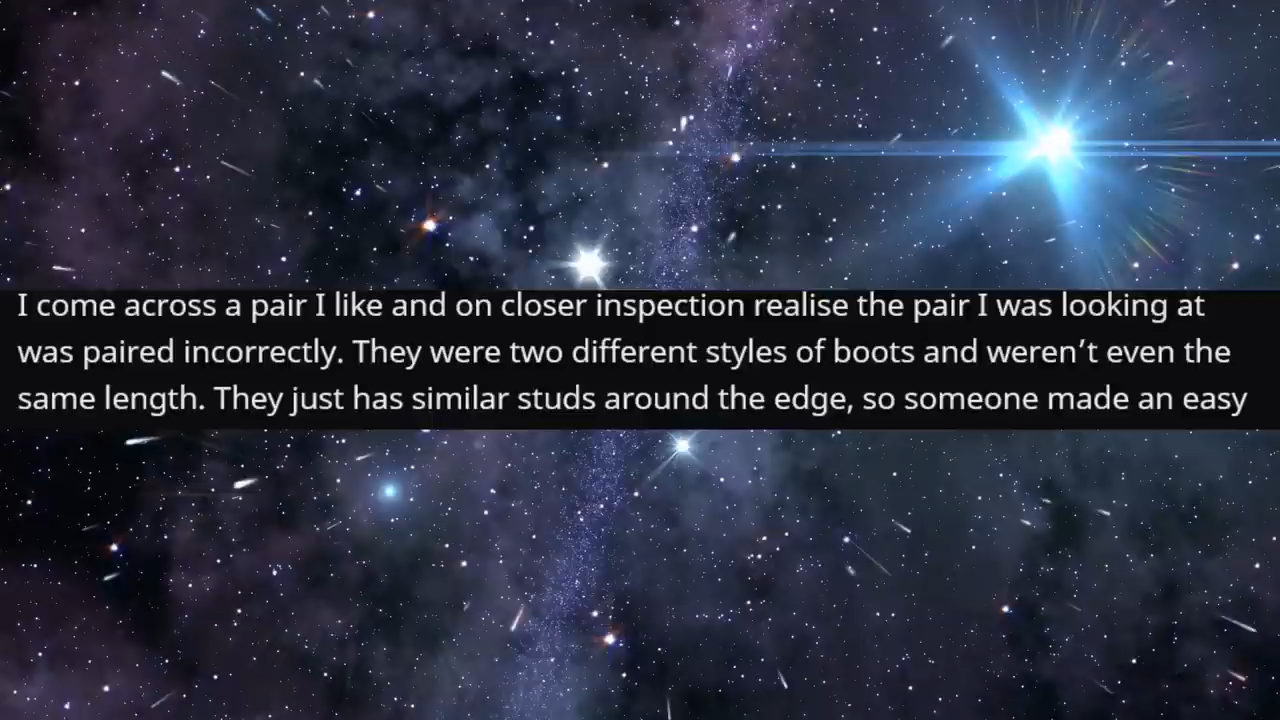 I come across a pair I like and on closer inspection realise the pair I was looking at
was paired incorrectly. They were two different styles of boots and weren’t even the
same length. They just has similar studs around the edge, so someone made an easy